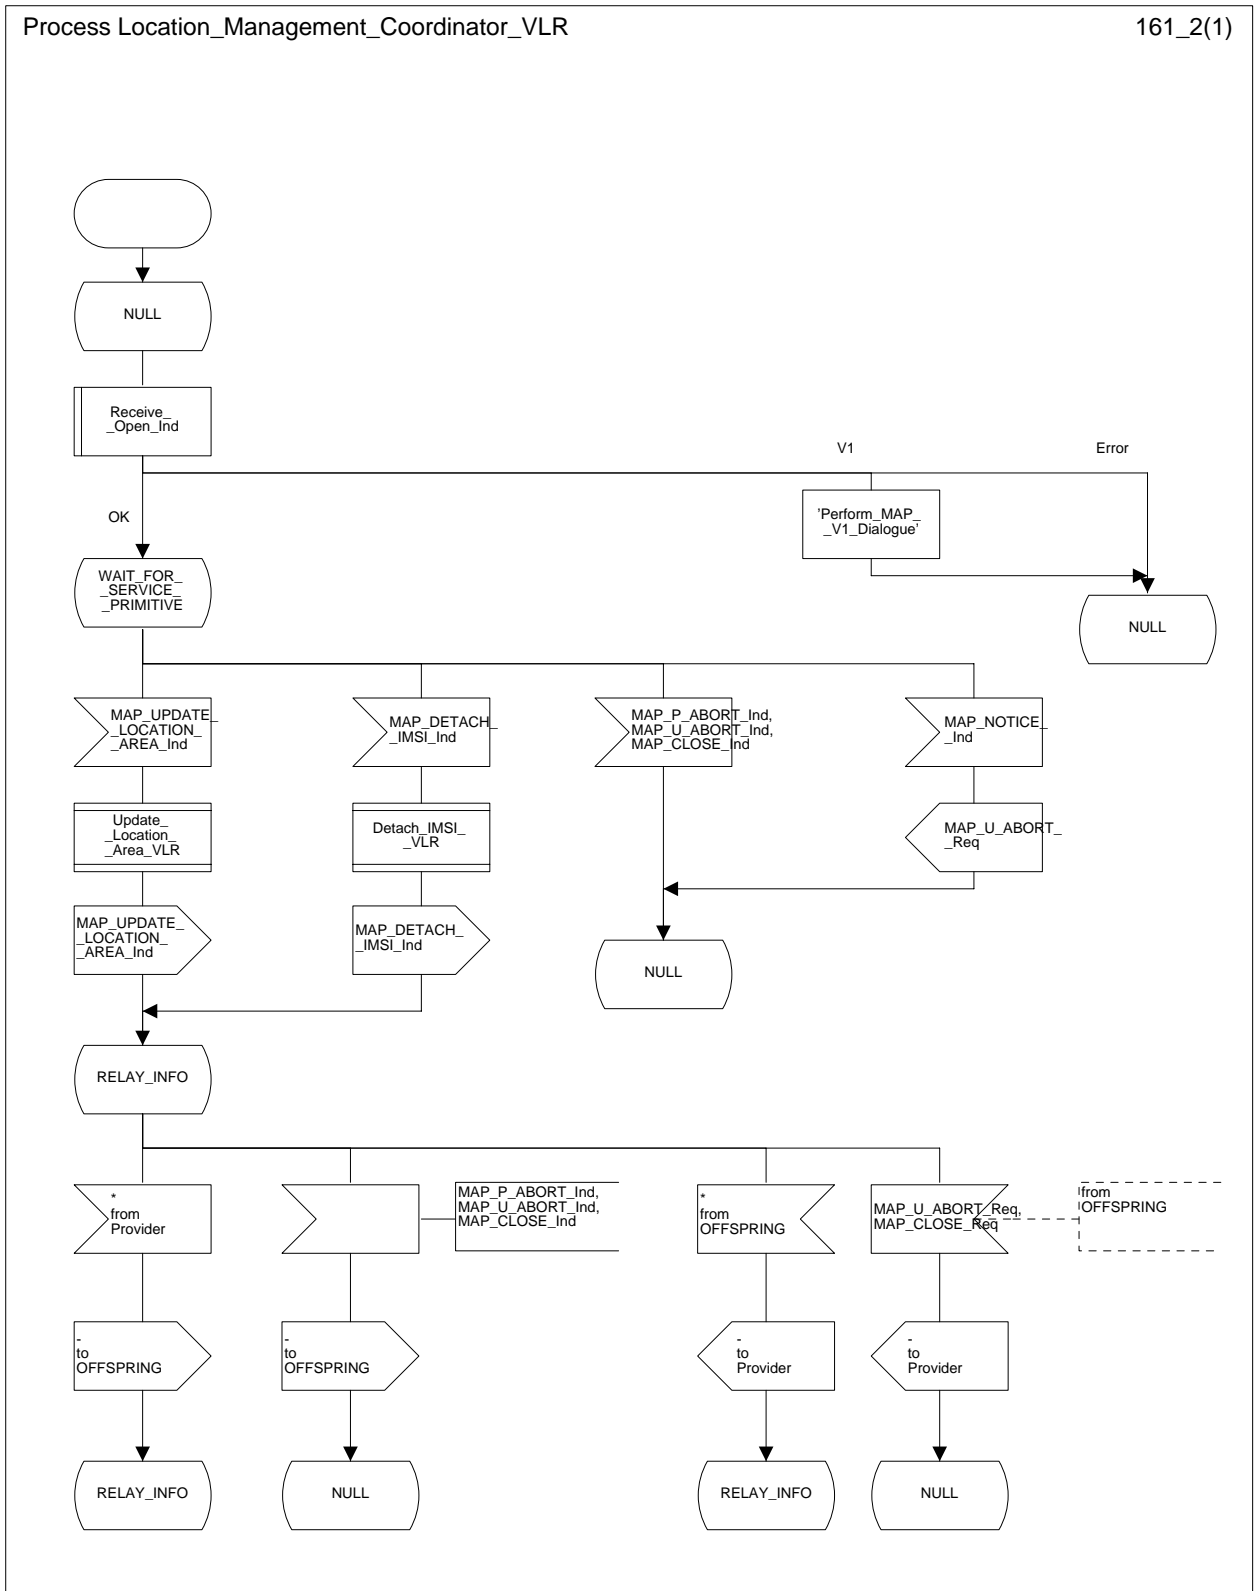 Process Location_Management_Coordinator_VLR
161_2(1)
NULL
Receive_
_Open_Ind
V1
Error
'Perform_MAP_
_V1_Dialogue'
OK
WAIT_FOR_
_SERVICE_
_PRIMITIVE
NULL
MAP_UPDATE_
_LOCATION_
_AREA_Ind
MAP_DETACH_
_IMSI_Ind
MAP_P_ABORT_Ind,
MAP_U_ABORT_Ind,
MAP_CLOSE_Ind
MAP_NOTICE_
_Ind
Update_
_Location_
_Area_VLR
Detach_IMSI_
_VLR
MAP_U_ABORT_
_Req
MAP_UPDATE_
_LOCATION_
_AREA_Ind
MAP_DETACH_
_IMSI_Ind
NULL
RELAY_INFO
*
from
Provider
MAP_P_ABORT_Ind,
MAP_U_ABORT_Ind,
MAP_CLOSE_Ind
*
from
OFFSPRING
MAP_U_ABORT_Req,
MAP_CLOSE_Req
from
OFFSPRING
-
to
OFFSPRING
-
to
OFFSPRING
-
to
Provider
-
to
Provider
RELAY_INFO
NULL
RELAY_INFO
NULL